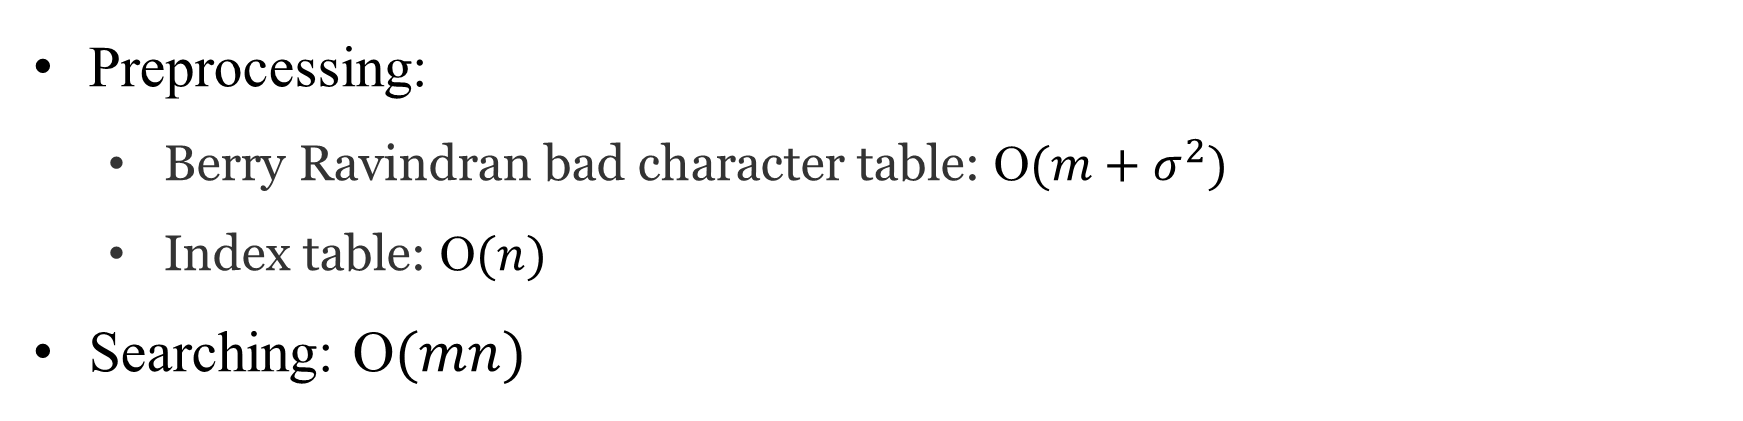 • Preprocessing:
• Berry Ravindran bad character table: O(m + σ²)
• Index table: O(n)
• Searching: O(mn)